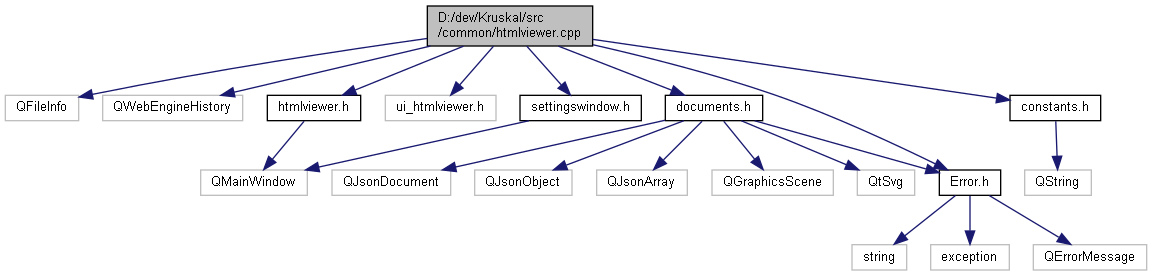 D:/dev/Kruskal/src
/common/htmlviewer.cpp
QFileInfo
QWebEngineHistory
htmlviewer.h
ui_htmlviewer.h
settingswindow.h
documents.h
constants.h
QMainWindow
QJsonDocument
QJsonObject
QJsonArray
QGraphicsScene
QtSvg
Error.h
QString
string
exception
QErrorMessage